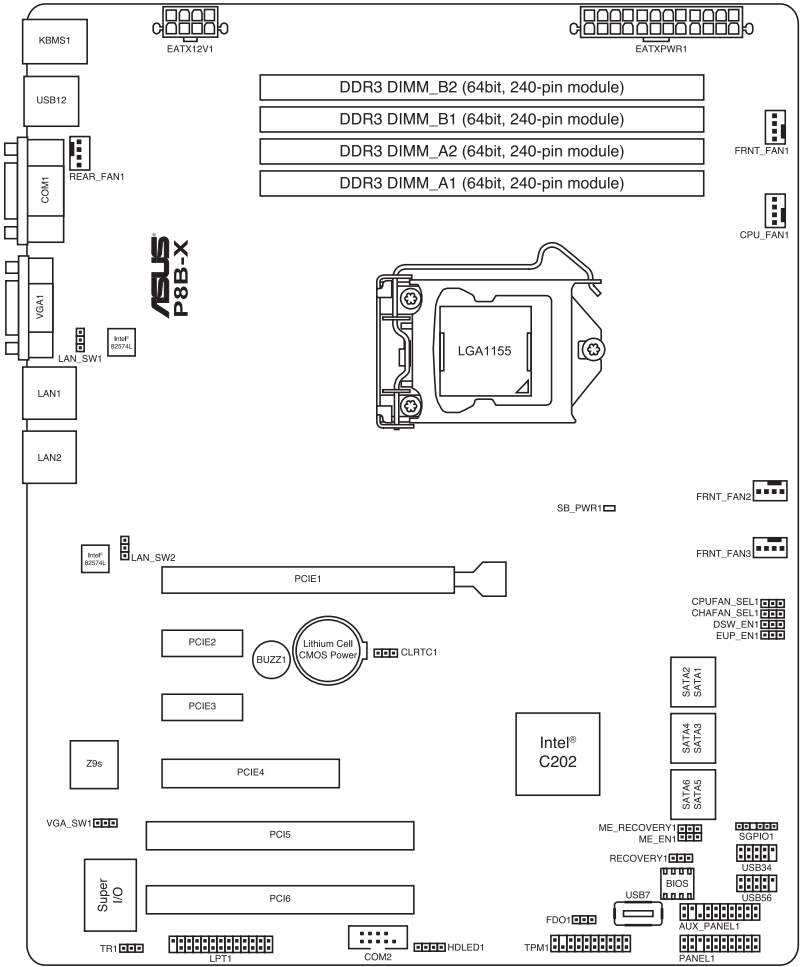 KBMS1
EATX12V1
EATXPWR1
USB12
DDR3 DIMM_B2 (64bit, 240-pin module)
DDR3 DIMM_B1 (64bit, 240-pin module)
DDR3 DIMM_A2 (64bit, 240-pin module)
DDR3 DIMM_A1 (64bit, 240-pin module)
FRNT_FAN1
REAR_FAN1
COM1
CPU_FAN1
ASUS
P8B-X
VGA1
LAN_SW1
Intel®
82574L
LGA1155
LAN1
LAN2
FRNT_FAN2
SB_PWR1
FRNT_FAN3
Intel®
82574L
LAN_SW2
PCIE1
CPUFAN_SEL1
CHAFAN_SEL1
DSW_EN1
EUP_EN1
PCIE2
BUZZ1
Lithium Cell
CMOS Power
CLRTC1
SATA2
SATA1
PCIE3
SATA4
SATA3
Intel®
C202
Z9s
PCIE4
SATA6
SATA5
VGA_SW1
PCI5
ME_RECOVERY1
ME_EN1
SGPIO1
RECOVERY1
USB34
Super
I/O
PCI6
BIOS
USB7
USB56
FDO1
AUX_PANEL1
TR1
LPT1
COM2
HDLED1
TPM1
PANEL1